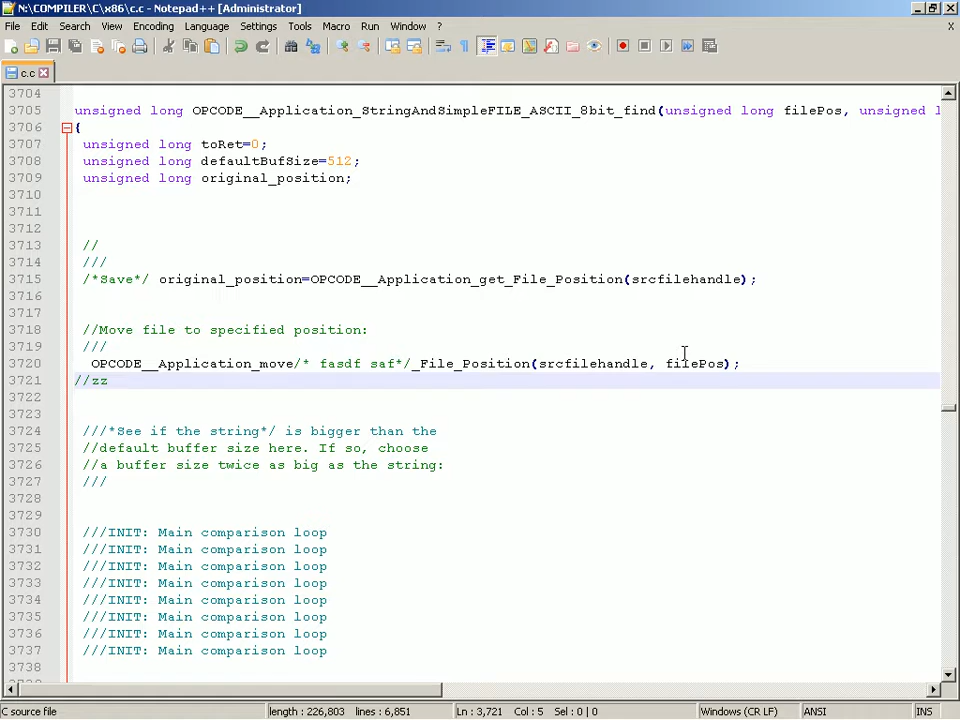 N:\COMPILER\C\x86\c.c - Notepad++ [Administrator]
File Edit Search View Encoding Language Settings Tools Macro Run Window ? X
c.c
3704
3705 unsigned long OPCODE__Application_StringAndSimpleFILE_ASCII_8bit_find(unsigned long filePos, unsigned l
3706 {
3707 unsigned long toRet=0;
3708 unsigned long defaultBufSize=512;
3709 unsigned long original_position;
3710
3711
3712
3713 //
3714 ///
3715 /*Save*/ original_position=OPCODE__Application_get_File_Position(srcfilehandle);
3716
3717
3718 //Move file to specified position:
3719 ///
3720 OPCODE__Application_move/* fasdf saf*/_File_Position(srcfilehandle, filePos);
3721 //zz
3722
3723
3724 ///*See if the string*/ is bigger than the
3725 //default buffer size here. If so, choose
3726 //a buffer size twice as big as the string:
3727 ///
3728
3729
3730 ///INIT: Main comparison loop
3731 ///INIT: Main comparison loop
3732 ///INIT: Main comparison loop
3733 ///INIT: Main comparison loop
3734 ///INIT: Main comparison loop
3735 ///INIT: Main comparison loop
3736 ///INIT: Main comparison loop
3737 ///INIT: Main comparison loop
3738
C source file length : 226,803 lines : 6,851 Ln : 3,721 Col : 5 Sel : 0 | 0 Windows (CR LF) ANSI INS